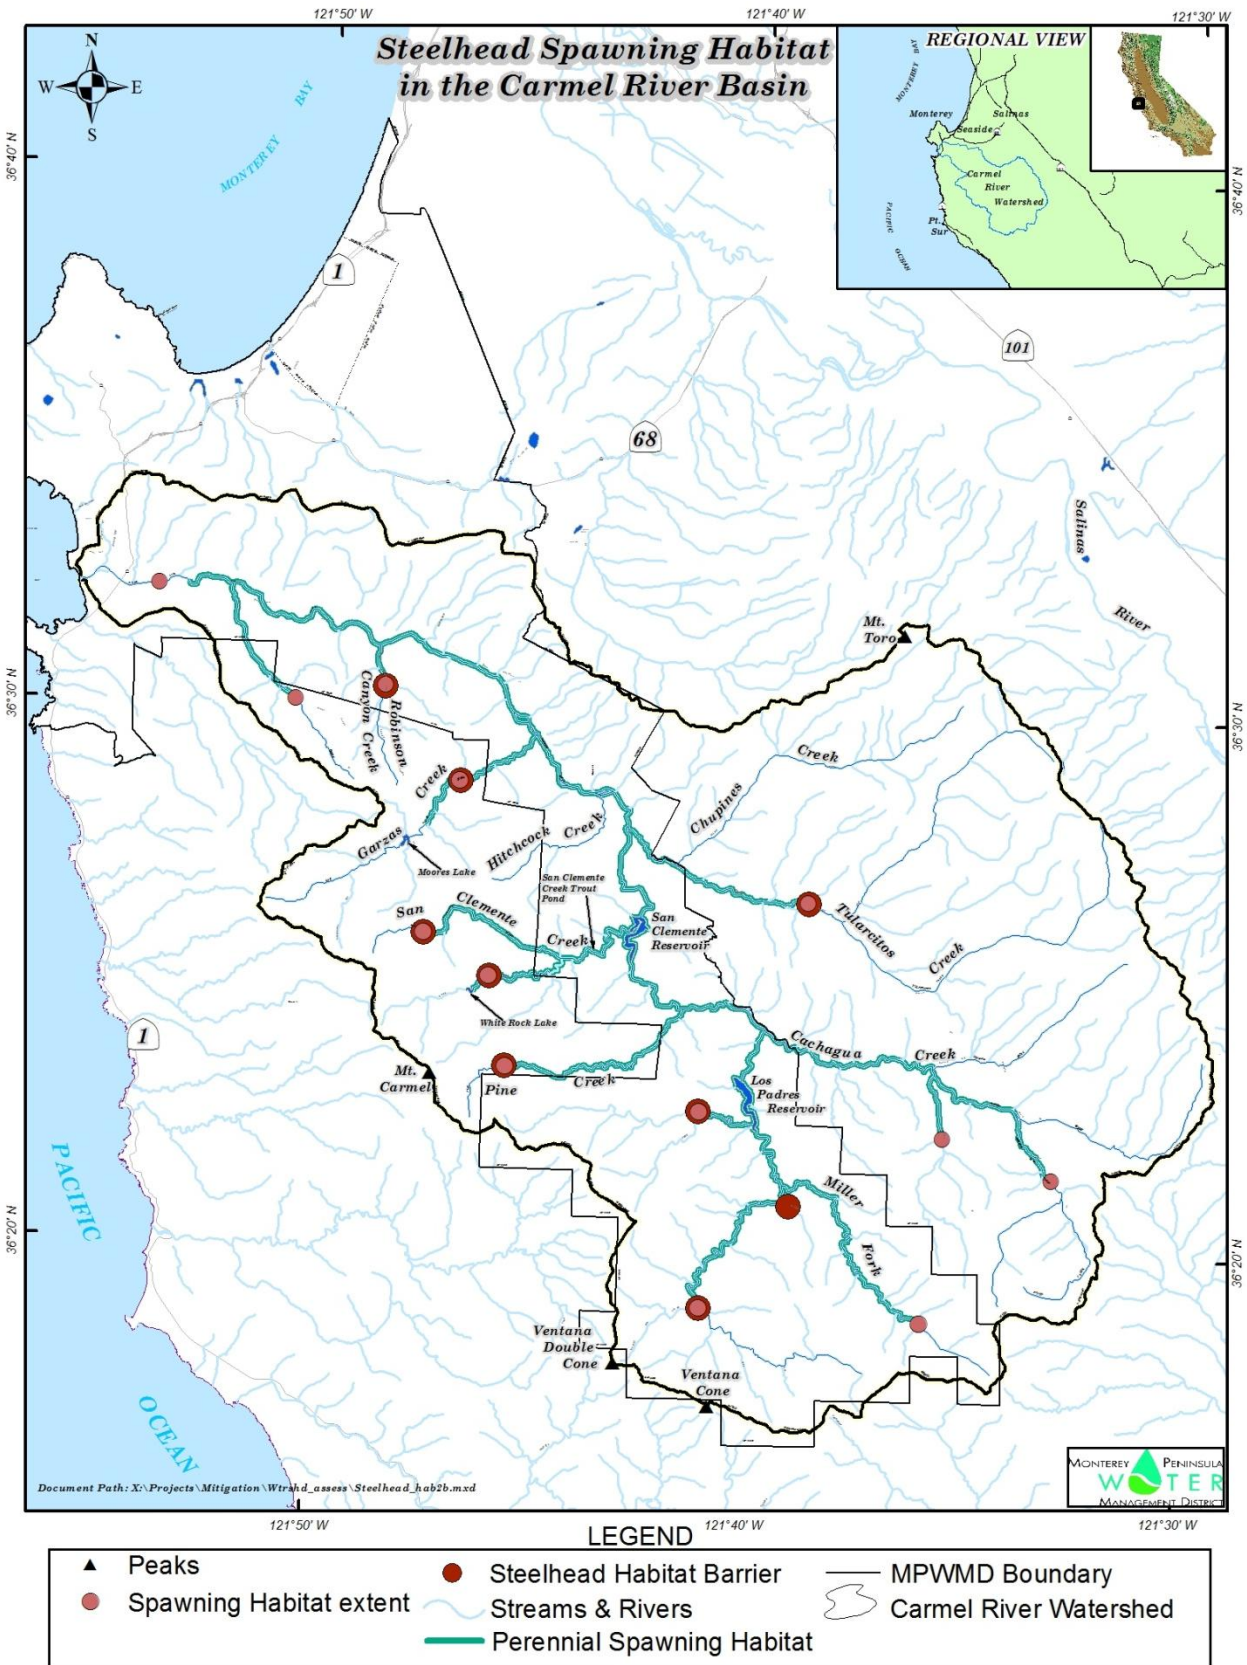 121°50' W
121°40' W
121°30' W
Steelhead Spawning Habitat
in the Carmel River Basin
N
W
E
S
MONTEREY
BAY
REGIONAL VIEW
MONTEREY
BAY
Monterey
Salinas
Seaside
Carmel
River
Watershed
Pt.
Sur
PACIFIC
OCEAN
36°40' N
36°40' N
1
101
68
Salinas
River
Mt.
Toro
36°30' N
36°30' N
Robinson
Canyon Creek
Creek
Chupines
Creek
Garzas
Hitchcock
Creek
Moores Lake
San Clemente
Creek Trout
Pond
San
Clemente
Creek
San
Clemente
Reservoir
Tularcitos
Creek
White Rock Lake
1
Cachagua
Creek
Mt.
Carmel
Pine
Creek
Los
Padres
Reservoir
Miller
Fork
PACIFIC
OCEAN
36°20' N
36°20' N
Ventana
Double
Cone
Ventana
Cone
Document Path: X:\Projects\Mitigation\Wtrshd_assess\Steelhead_hab2b.mxd
MONTEREY PENINSULA
WATER
MANAGEMENT DISTRICT
121°50' W
121°40' W
121°30' W
LEGEND
Peaks
Steelhead Habitat Barrier
MPWMD Boundary
Spawning Habitat extent
Streams & Rivers
Carmel River Watershed
Perennial Spawning Habitat